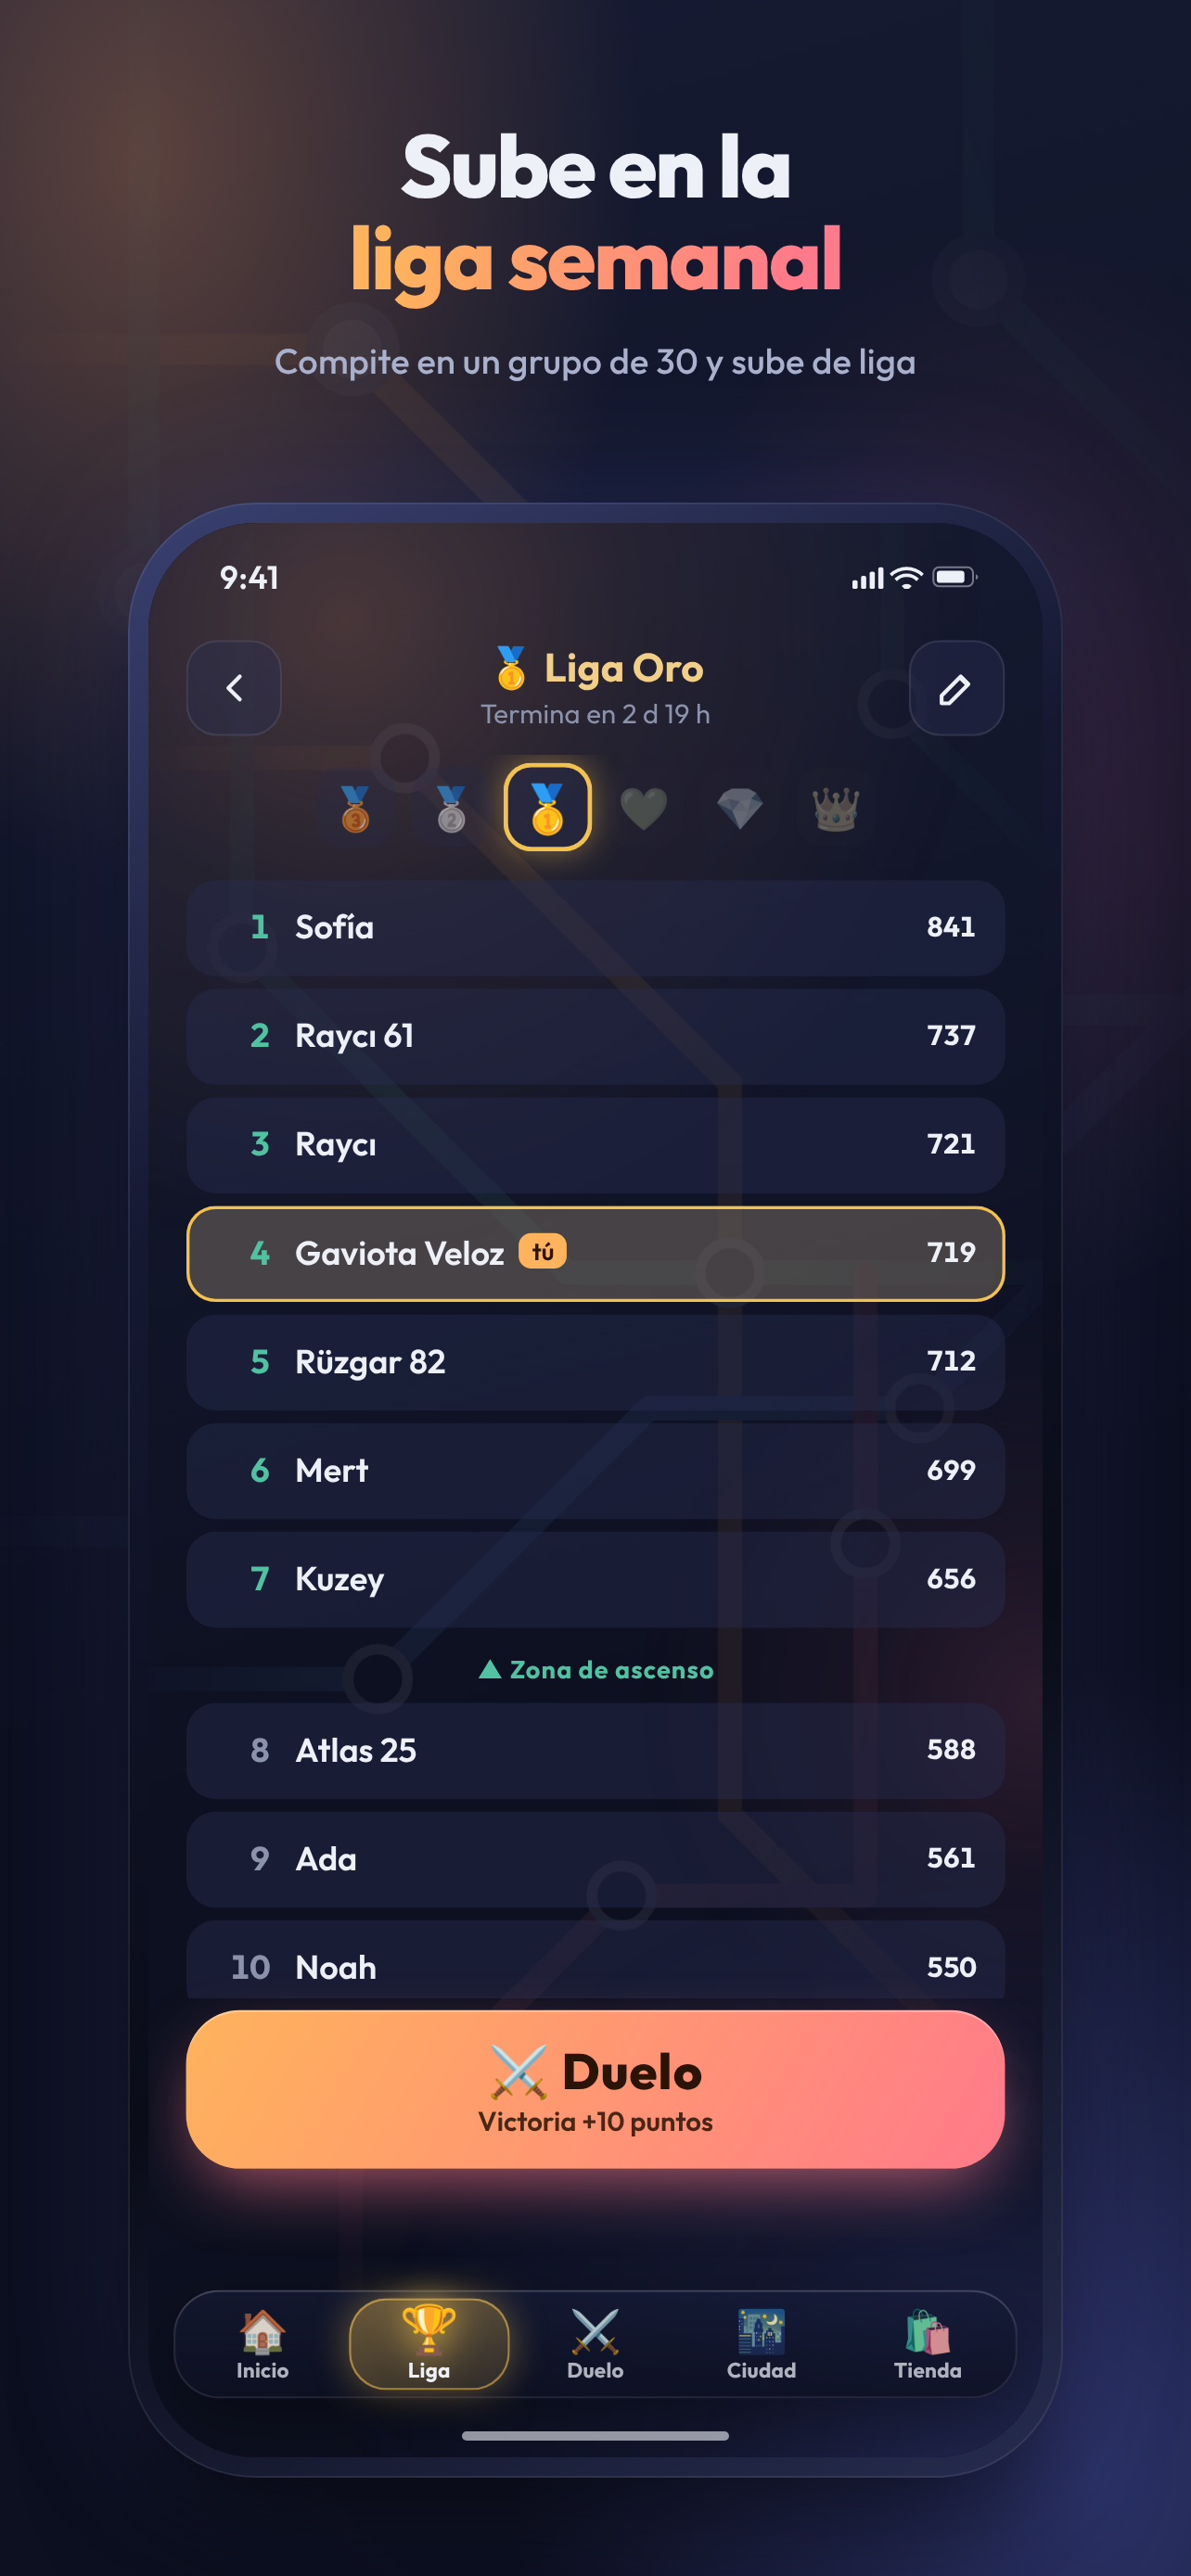 Sube en la
liga semanal
Compite en un grupo de 30 y sube de liga
9:41
🥇 Liga Oro
Termina en 2 d 19 h
1 Sofía 841
2 Raycı 61 737
3 Raycı 721
4 Gaviota Veloz tú 719
5 Rüzgar 82 712
6 Mert 699
7 Kuzey 656
▲ Zona de ascenso
8 Atlas 25 588
9 Ada 561
10 Noah 550
⚔️ Duelo
Victoria +10 puntos
Inicio Liga Duelo Ciudad Tienda